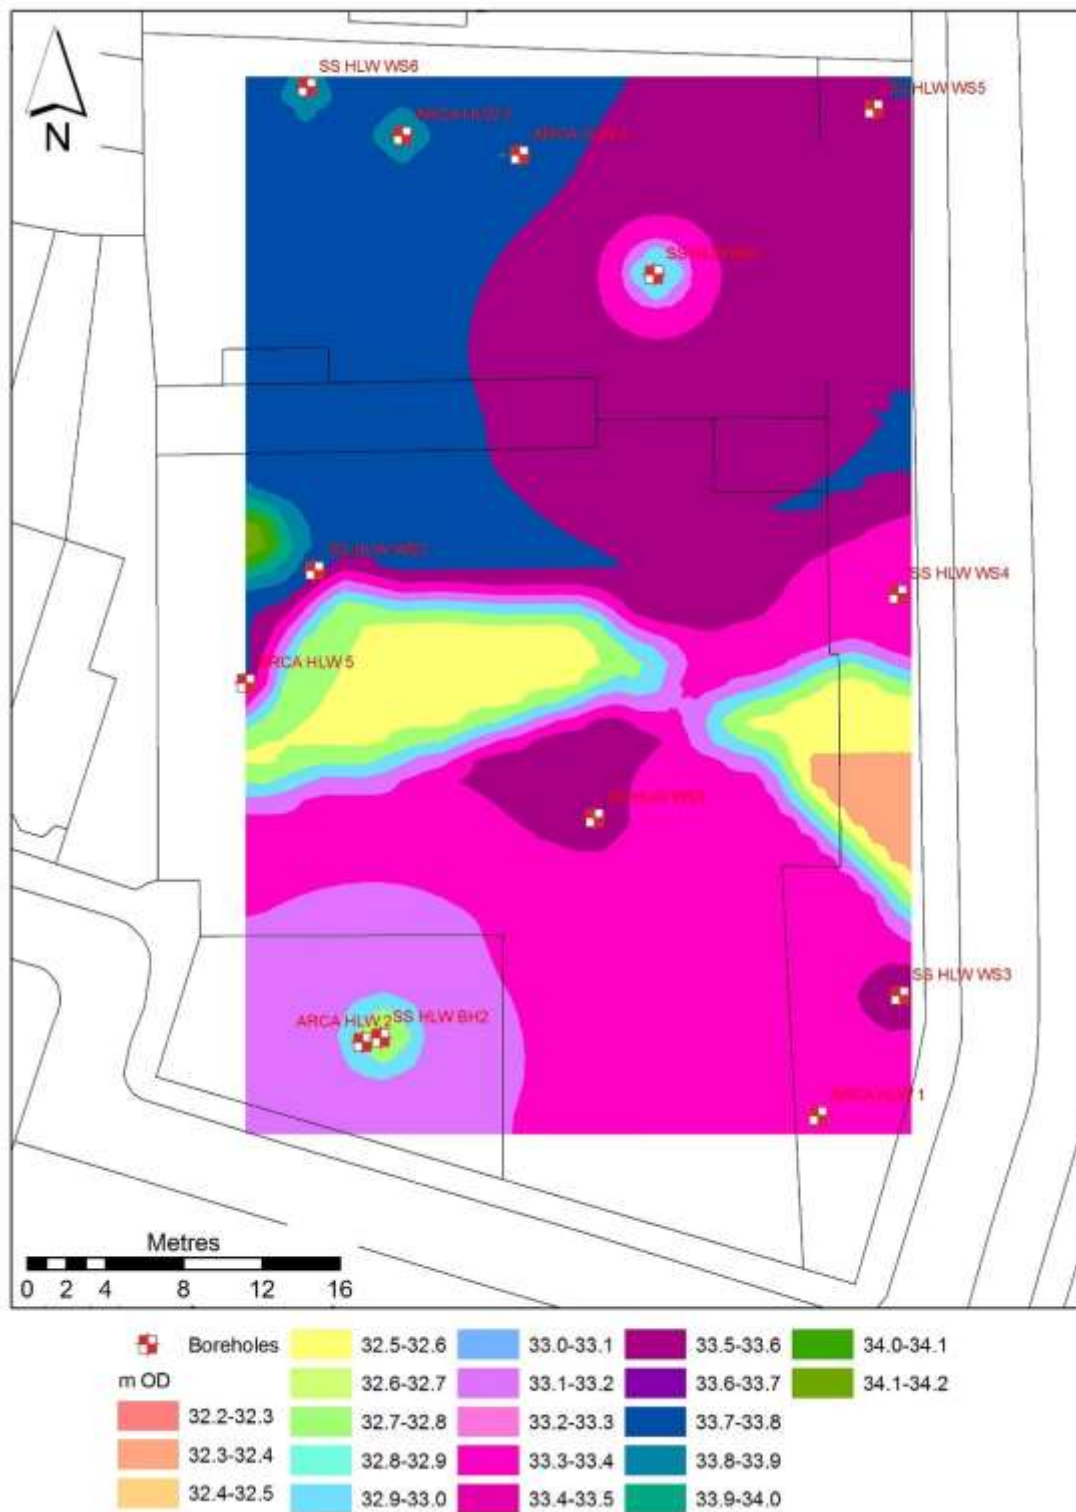 SS HLW WS6
HLW WS5
N
SS HLW WS4
ARCA HLW 5
SS HLW WS3
ARCA HLW 2
SS HLW BH2
ARCA HLW 1
Metres
0 2 4 8 12 16
Boreholes
m OD
32.2-32.3
32.3-32.4
32.4-32.5
32.5-32.6
32.6-32.7
32.7-32.8
32.8-32.9
32.9-33.0
33.0-33.1
33.1-33.2
33.2-33.3
33.3-33.4
33.4-33.5
33.5-33.6
33.6-33.7
33.7-33.8
33.8-33.9
33.9-34.0
34.0-34.1
34.1-34.2